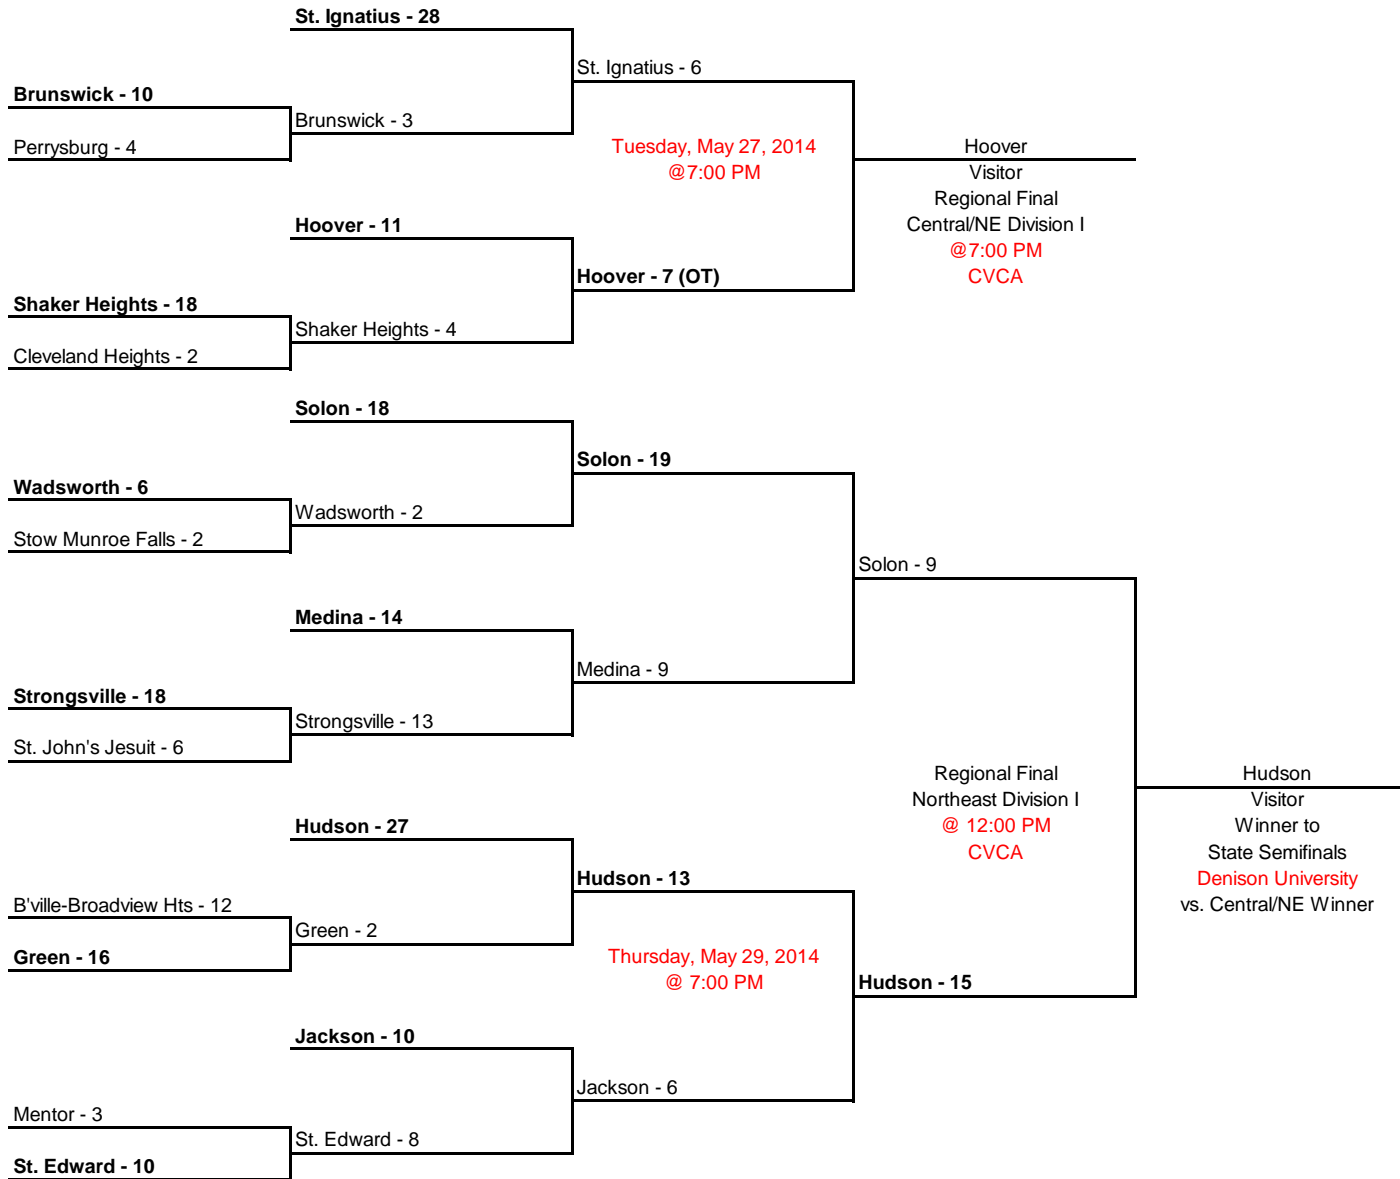 St. Ignatius - 28
St. Ignatius - 6
Brunswick - 10
Brunswick - 3
Perrysburg - 4
Tuesday, May 27, 2014
@7:00 PM
Hoover
Visitor
Regional Final
Central/NE Division I
@7:00 PM
CVCA
Hoover - 11
Hoover - 7 (OT)
Shaker Heights - 18
Shaker Heights - 4
Cleveland Heights - 2
Solon - 18
Solon - 19
Wadsworth - 6
Wadsworth - 2
Stow Munroe Falls - 2
Solon - 9
Medina - 14
Medina - 9
Strongsville - 18
Strongsville - 13
St. John's Jesuit - 6
Regional Final
Northeast Division I
@ 12:00 PM
CVCA
Hudson
Visitor
Winner to
State Semifinals
Denison University
vs. Central/NE Winner
Hudson - 27
Hudson - 13
B'ville-Broadview Hts - 12
Green - 2
Green - 16
Thursday, May 29, 2014
@ 7:00 PM
Hudson - 15
Jackson - 10
Jackson - 6
Mentor - 3
St. Edward - 8
St. Edward - 10